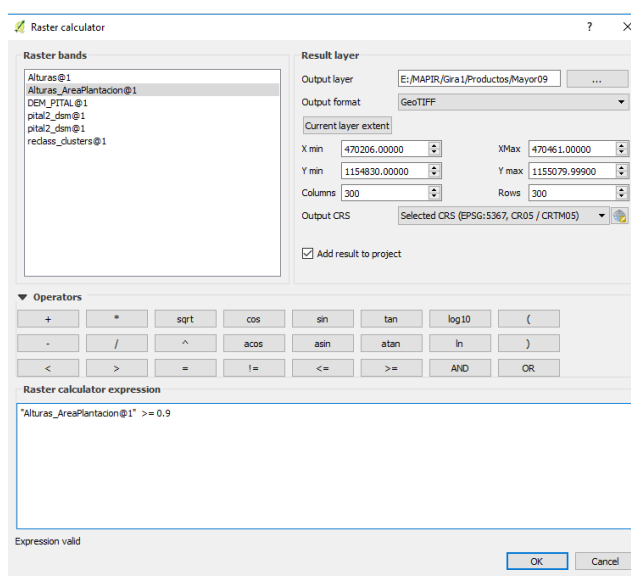 Raster calculator ? X
Raster bands
Alturas@1
Alturas_AreaPlantacion@1
DEM_PITAL@1
pital2_dsm@1
pital2_dsm@1
reclass_clusters@1
Result layer
Output layer E:/MAPIR/Gira1/Productos/Mayor09 ...
Output format GeoTIFF
Current layer extent
X min 470206.00000 XMax 470461.00000
Y min 1154830.00000 Y max 1155079.99900
Columns 300 Rows 300
Output CRS Selected CRS (EPSG:5367, CR05 / CRTM05)
Add result to project
Operators
+ * sqrt cos sin tan log10 (
- / ^ acos asin atan ln )
< > = != <= >= AND OR
Raster calculator expression
"Alturas_AreaPlantacion@1" >= 0.9
Expression valid
OK Cancel